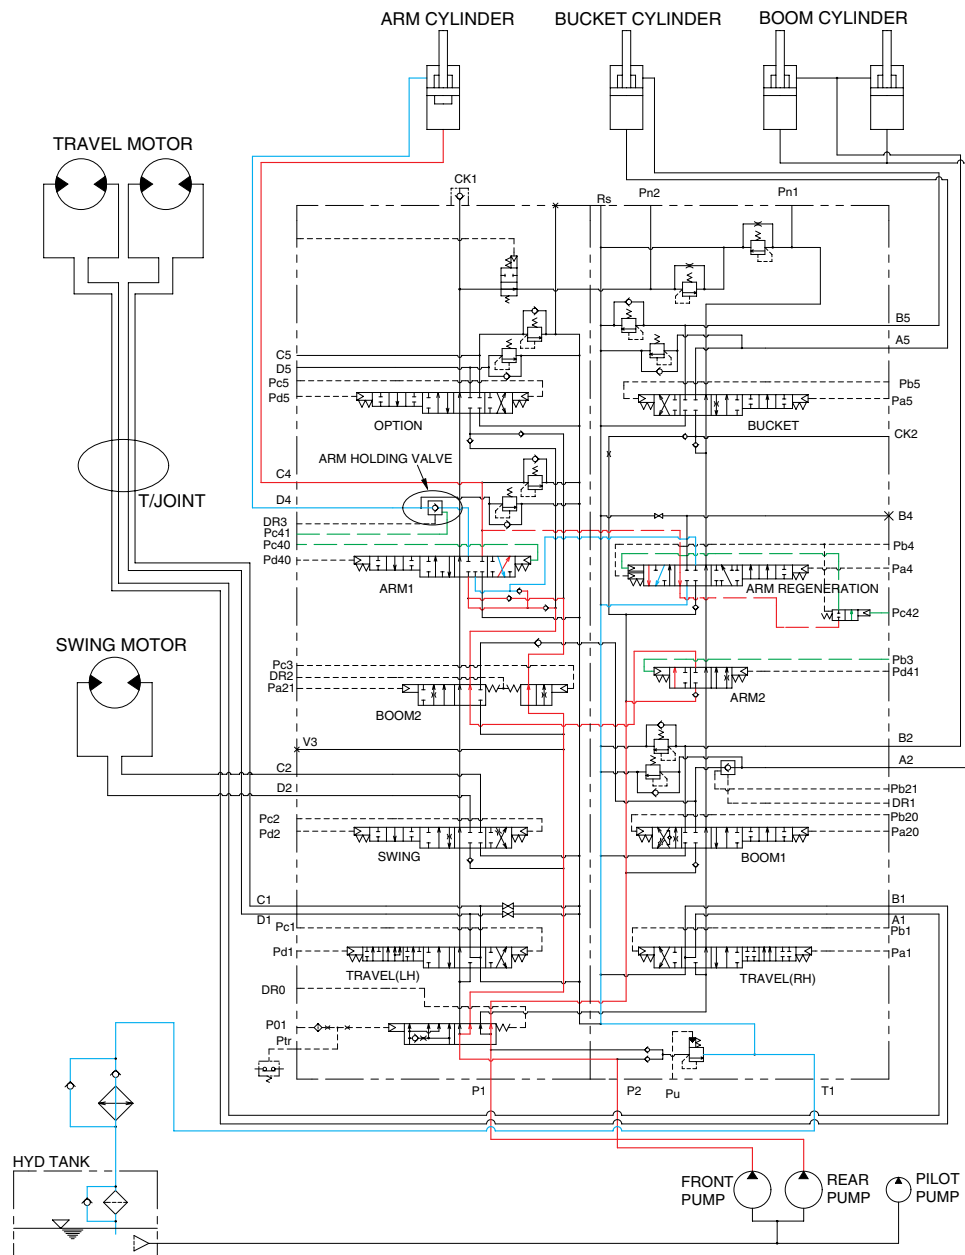 ARM CYLINDER
BUCKET CYLINDER
BOOM CYLINDER
TRAVEL MOTOR
CK1
Rs
Pn2
Pn1
B5
A5
C5
D5
Pc5
Pd5
OPTION
Pb5
Pa5
BUCKET
CK2
ARM HOLDING VALVE
C4
D4
T/JOINT
DR3
Pc41
Pc40
Pd40
ARM1
B4
Pb4
Pa4
ARM REGENERATION
Pc42
SWING MOTOR
Pc3
DR2
Pa21
BOOM2
Pb3
Pd41
ARM2
V3
C2
D2
B2
A2
Pb21
DR1
Pc2
Pd2
SWING
Pb20
Pa20
BOOM1
C1
D1
Pc1
Pd1
TRAVEL(LH)
B1
A1
Pb1
Pa1
TRAVEL(RH)
DR0
P01
Ptr
P1
P2
Pu
T1
HYD TANK
FRONT
PUMP
REAR
PUMP
PILOT
PUMP